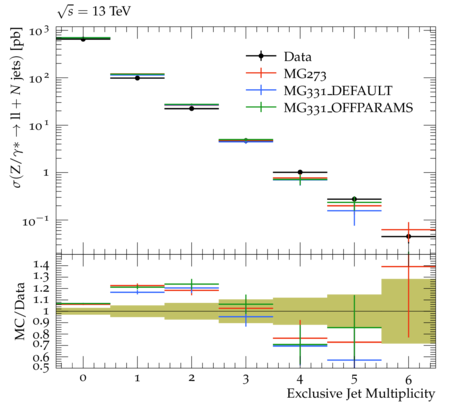 √s = 13 TeV
σ(Z/γ∗ → ll + N jets) [pb]
10³
10²
10¹
1
10⁻¹
Data
MG273
MG331_DEFAULT
MG331_OFFPARAMS
MC/Data
1.4
1.3
1.2
1.1
1
0.9
0.8
0.7
0.6
0.5
0 1 2 3 4 5 6
Exclusive Jet Multiplicity